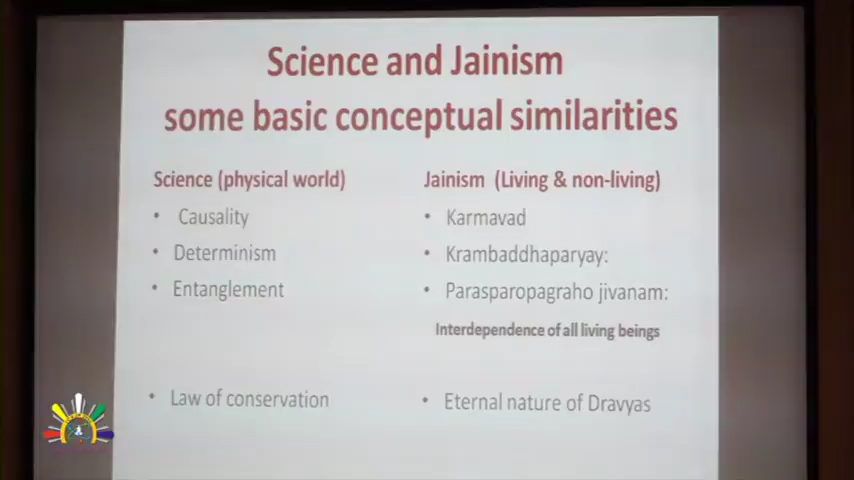 Science and Jainism
some basic conceptual similarities
Science (physical world)
• Causality
• Determinism
• Entanglement
• Law of conservation
Jainism (Living & non-living)
• Karmavad
• Krambaddhaparyay:
• Parasparopagraho jivanam:
Interdependence of all living beings
• Eternal nature of Dravyas